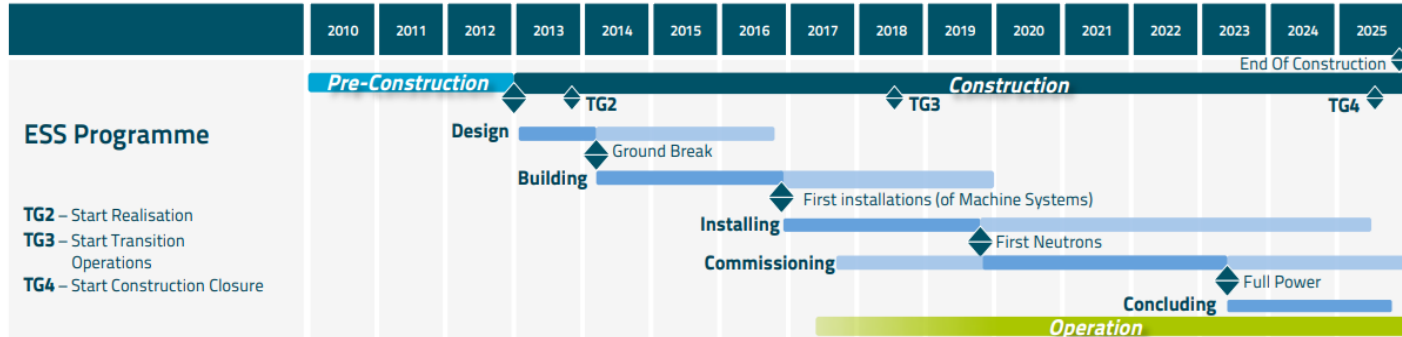 2010 2011 2012 2013 2014 2015 2016 2017 2018 2019 2020 2021 2022 2023 2024 2025
End Of Construction
Pre-Construction Construction
TG2 TG3 TG4
ESS Programme
Design
Ground Break
Building
First installations (of Machine Systems)
TG2 – Start Realisation
Installing
TG3 – Start Transition
Operations
First Neutrons
Commissioning
TG4 – Start Construction Closure
Full Power
Concluding
Operation